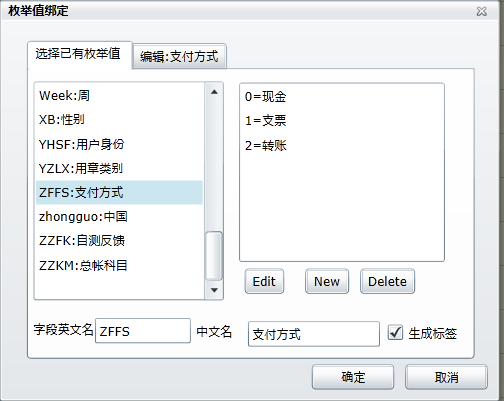 枚举值绑定
选择已有枚举值
编辑:支付方式
Week:周
XB:性别
YHSF:用户身份
YZLX:用章类别
ZFFS:支付方式
zhongguo:中国
ZZFK:自测反馈
ZZKM:总帐科目
0=现金
1=支票
2=转账
Edit
New
Delete
字段英文名
ZFFS
中文名
支付方式
生成标签
确定
取消